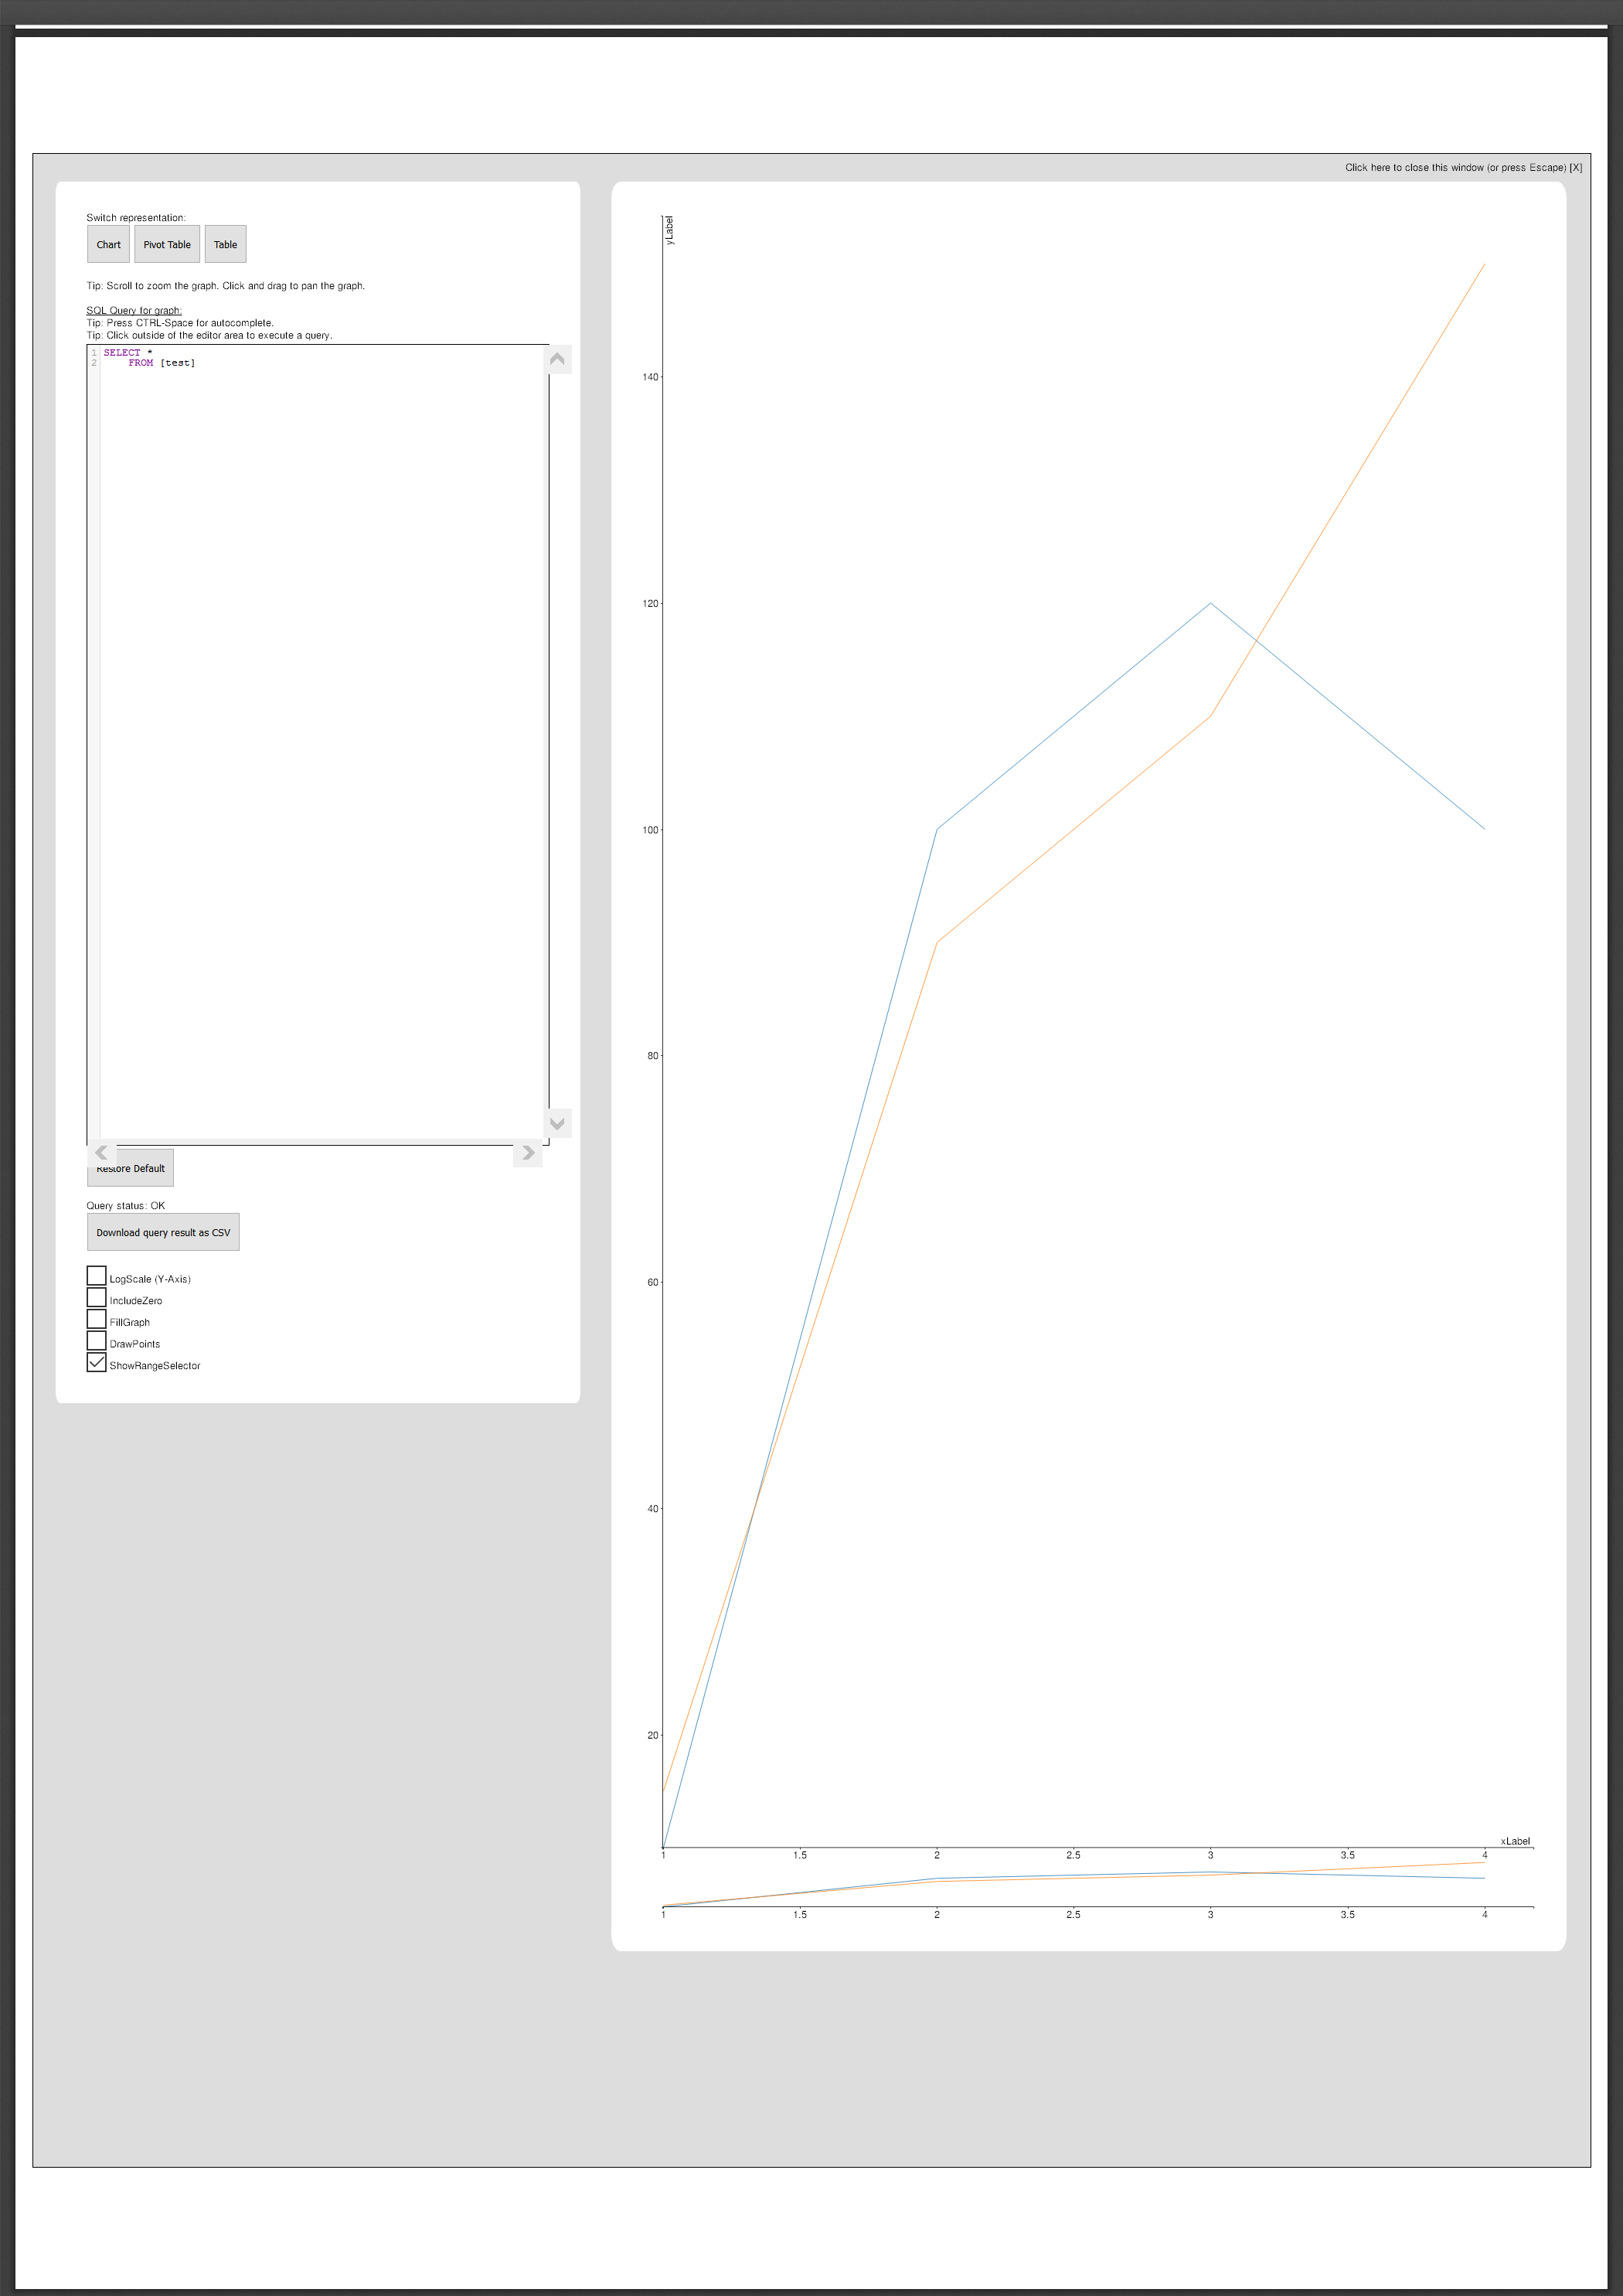 Click here to close this window (or press Escape) [X]
Switch representation:
Chart
Pivot Table
Table
Tip: Scroll to zoom the graph. Click and drag to pan the graph.
SQL Query for graph:
Tip: Press CTRL-Space for autocomplete.
Tip: Click outside of the editor area to execute a query.
1 SELECT *
2 FROM [test]
Restore Default
Query status: OK
Download query result as CSV
LogScale (Y-Axis)
IncludeZero
FillGraph
DrawPoints
ShowRangeSelector
yLabel
140
120
100
80
60
40
20
xLabel
1 1.5 2 2.5 3 3.5 4
1 1.5 2 2.5 3 3.5 4